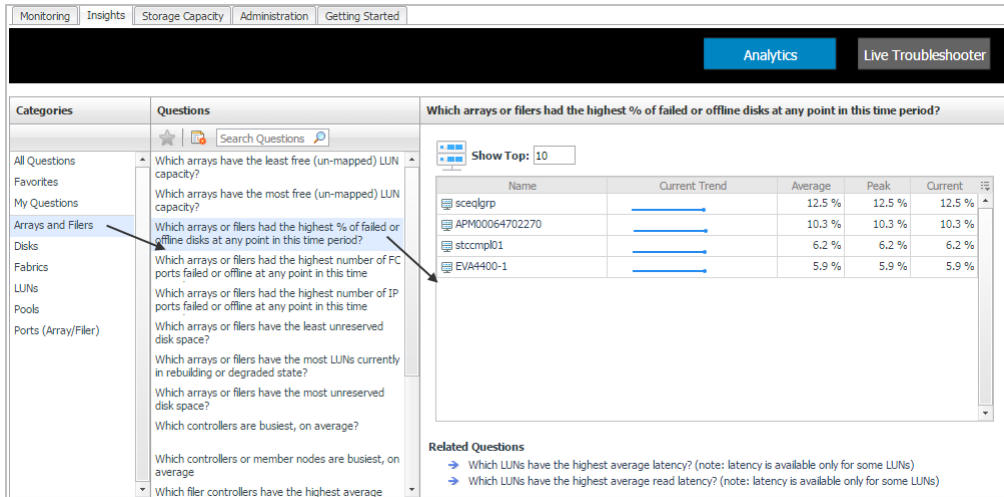 Monitoring Insights Storage Capacity Administration Getting Started
Analytics Live Troubleshooter
Categories
All Questions
Favorites
My Questions
Arrays and Filers
Disks
Fabrics
LUNs
Pools
Ports (Array/Filer)
Questions
Search Questions
Which arrays have the least free (un-mapped) LUN
capacity?
Which arrays have the most free (un-mapped) LUN
capacity?
Which arrays or filers had the highest % of failed or
offline disks at any point in this time period?
Which arrays or filers had the highest number of FC
ports failed or offline at any point in this time
Which arrays or filers had the highest number of IP
ports failed or offline at any point in this time
Which arrays or filers have the least unreserved
disk space?
Which arrays or filers have the most LUNs currently
in rebuilding or degraded state?
Which arrays or filers have the most unreserved
disk space?
Which controllers are busiest, on average?
Which controllers or member nodes are busiest, on
average
Which filer controllers have the highest average
Which arrays or filers had the highest % of failed or offline disks at any point in this time period?
Show Top: 10
Name Current Trend Average Peak Current
sceqlgrp 12.5 % 12.5 % 12.5 %
APM00064702270 10.3 % 10.3 % 10.3 %
stccmpl01 6.2 % 6.2 % 6.2 %
EVA4400-1 5.9 % 5.9 % 5.9 %
Related Questions
Which LUNs have the highest average latency? (note: latency is available only for some LUNs)
Which LUNs have the highest average read latency? (note: latency is available only for some LUNs)